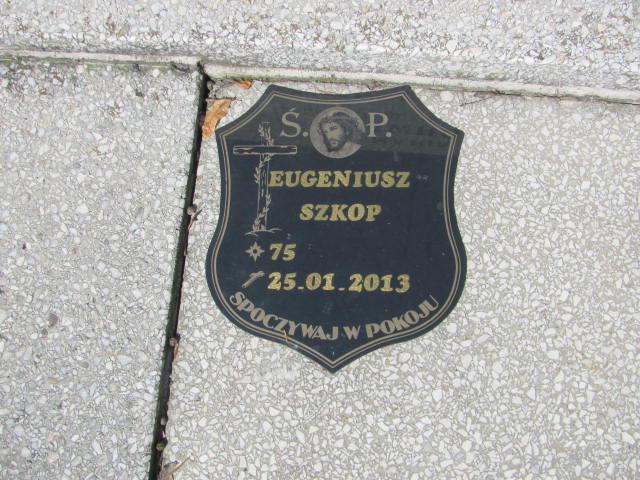 Ś. P.
EUGENIUSZ
SZKOP
75
25.01.2013
SPOCZYWAJ W POKOJU